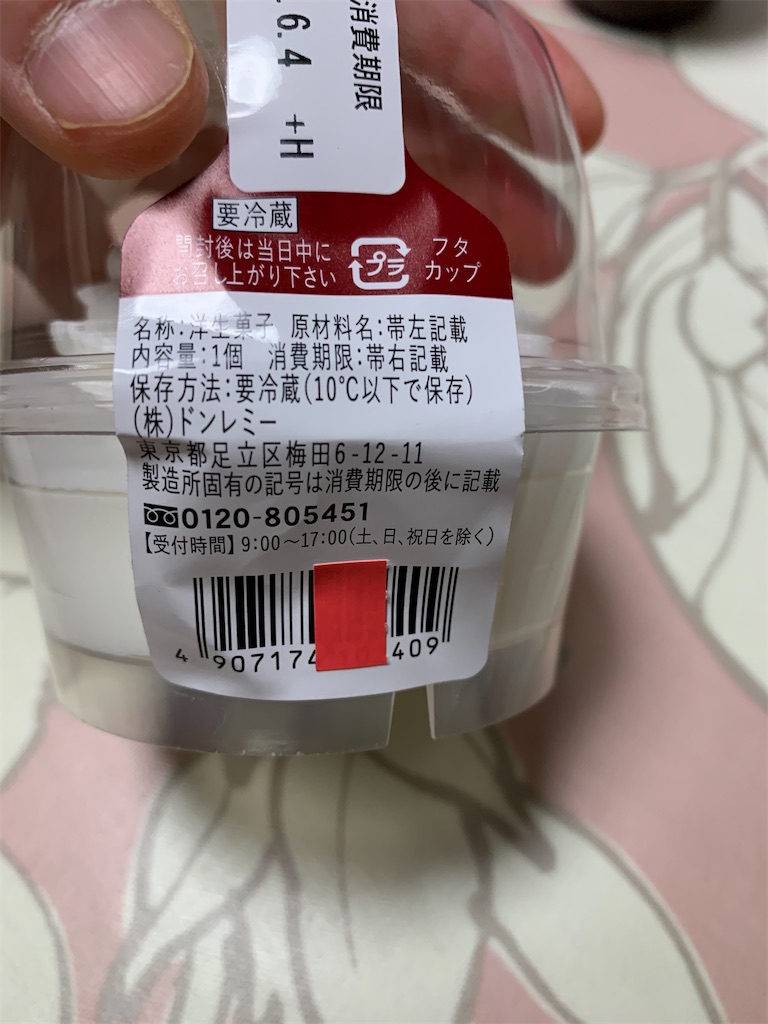 消費期限
.6.4 +H
要冷蔵
開封後は当日中に
お召し上がり下さい
プラ
フタ
カップ
名称:洋生菓子 原材料名:帯左記載
内容量:1個 消費期限:帯右記載
保存方法:要冷蔵(10℃以下で保存)
(株)ドンレミー
東京都足立区梅田6-12-11
製造所固有の記号は消費期限の後に記載
0120-805451
【受付時間】9:00〜17:00(土、日、祝日を除く)
4 907174 409